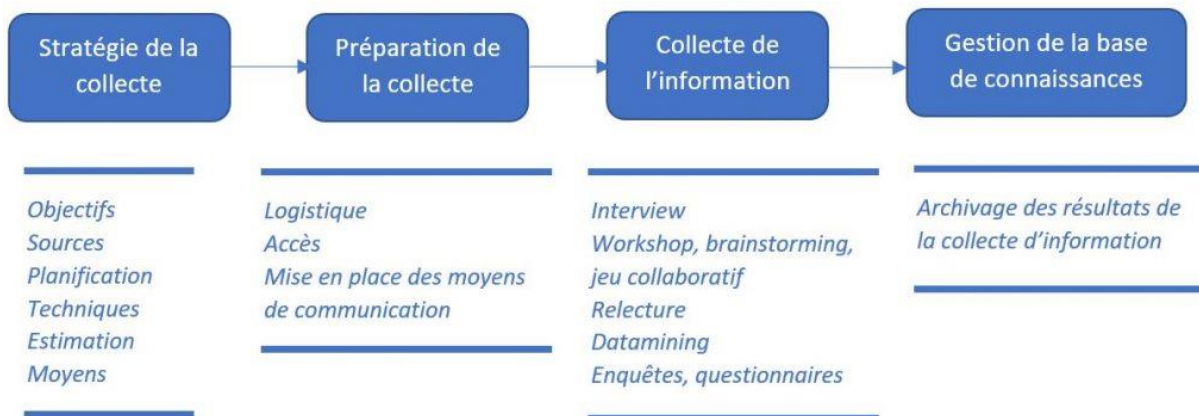 Stratégie de la
collecte
Préparation de
la collecte
Collecte de
l’information
Gestion de la base
de connaissances
Objectifs
Sources
Planification
Techniques
Estimation
Moyens
Logistique
Accès
Mise en place des moyens
de communication
Interview
Workshop, brainstorming,
jeu collaboratif
Relecture
Datamining
Enquêtes, questionnaires
Archivage des résultats de
la collecte d’information